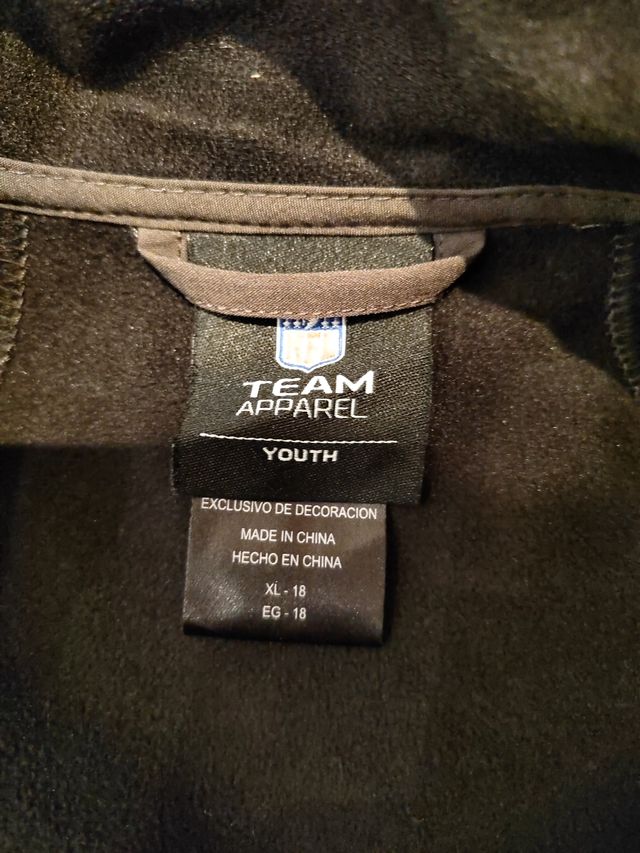 TEAM
APPAREL
YOUTH
EXCLUSIVO DE DECORACION
MADE IN CHINA
HECHO EN CHINA
XL - 18
EG - 18